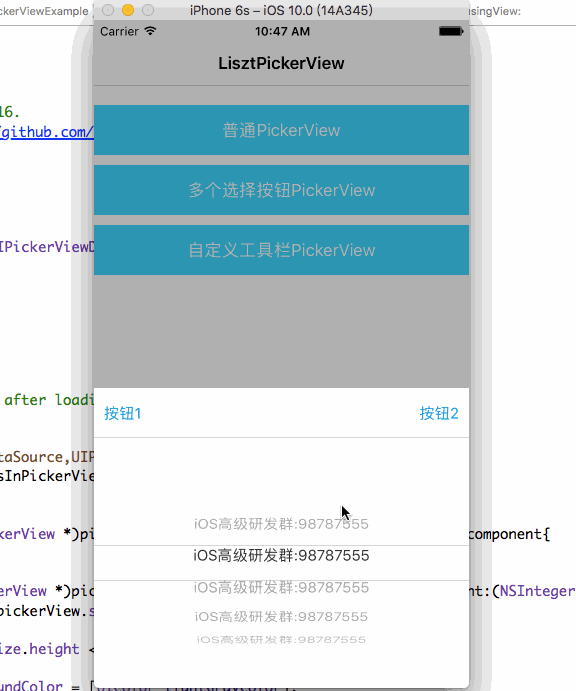 ckerViewExample
iPhone 6s – iOS 10.0 (14A345)
usingView:
Carrier
10:47 AM
LisztPickerView
16.
/github.com/
普通PickerView
多个选择按钮PickerView
IPickerViewD
自定义工具栏PickerView
after loadi
按钮1
按钮2
taSource,UIP
sInPickerVie
iOS高级研发群:98787555
kerView *)pic
component{
iOS高级研发群:98787555
iOS高级研发群:98787555
erView *)pick
nt:(NSInteger
pickerView.s
iOS高级研发群:98787555
iOS高级研发群:98787555
ize.height <
undColor = [UIColor lightGrayColor];